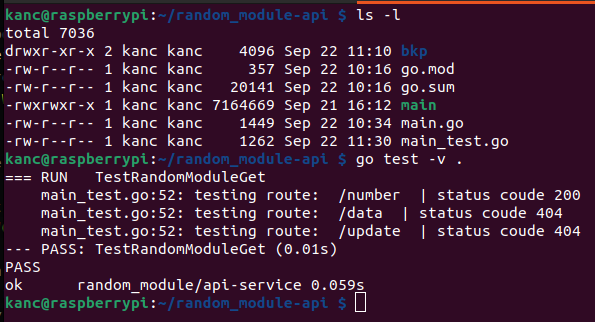 kanc@raspberrypi:~/random_module-api $ ls -l
total 7036
drwxr-xr-x 2 kanc kanc    4096 Sep 22 11:10 bkp
-rw-r--r-- 1 kanc kanc     357 Sep 22 10:16 go.mod
-rw-r--r-- 1 kanc kanc   20141 Sep 22 10:16 go.sum
-rwxrwxr-x 1 kanc kanc 7164669 Sep 21 16:12 main
-rw-r--r-- 1 kanc kanc    1449 Sep 22 10:34 main.go
-rw-r--r-- 1 kanc kanc    1262 Sep 22 11:30 main_test.go
kanc@raspberrypi:~/random_module-api $ go test -v .
=== RUN   TestRandomModuleGet
    main_test.go:52: testing route:  /number  | status coude 200
    main_test.go:52: testing route:  /data  | status coude 404
    main_test.go:52: testing route:  /update  | status coude 404
--- PASS: TestRandomModuleGet (0.01s)
PASS
ok      random_module/api-service 0.059s
kanc@raspberrypi:~/random_module-api $